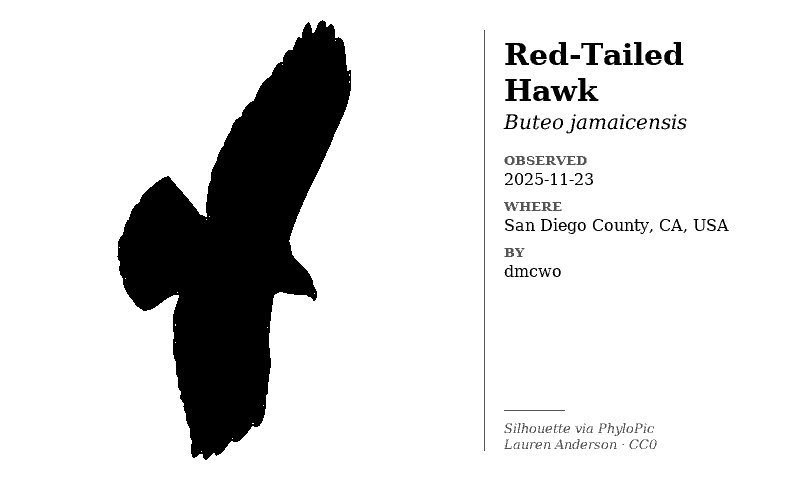 Red-Tailed
Hawk
Buteo jamaicensis
OBSERVED
2025-11-23
WHERE
San Diego County, CA, USA
BY
dmcwo
Silhouette via PhyloPic
Lauren Anderson · CC0